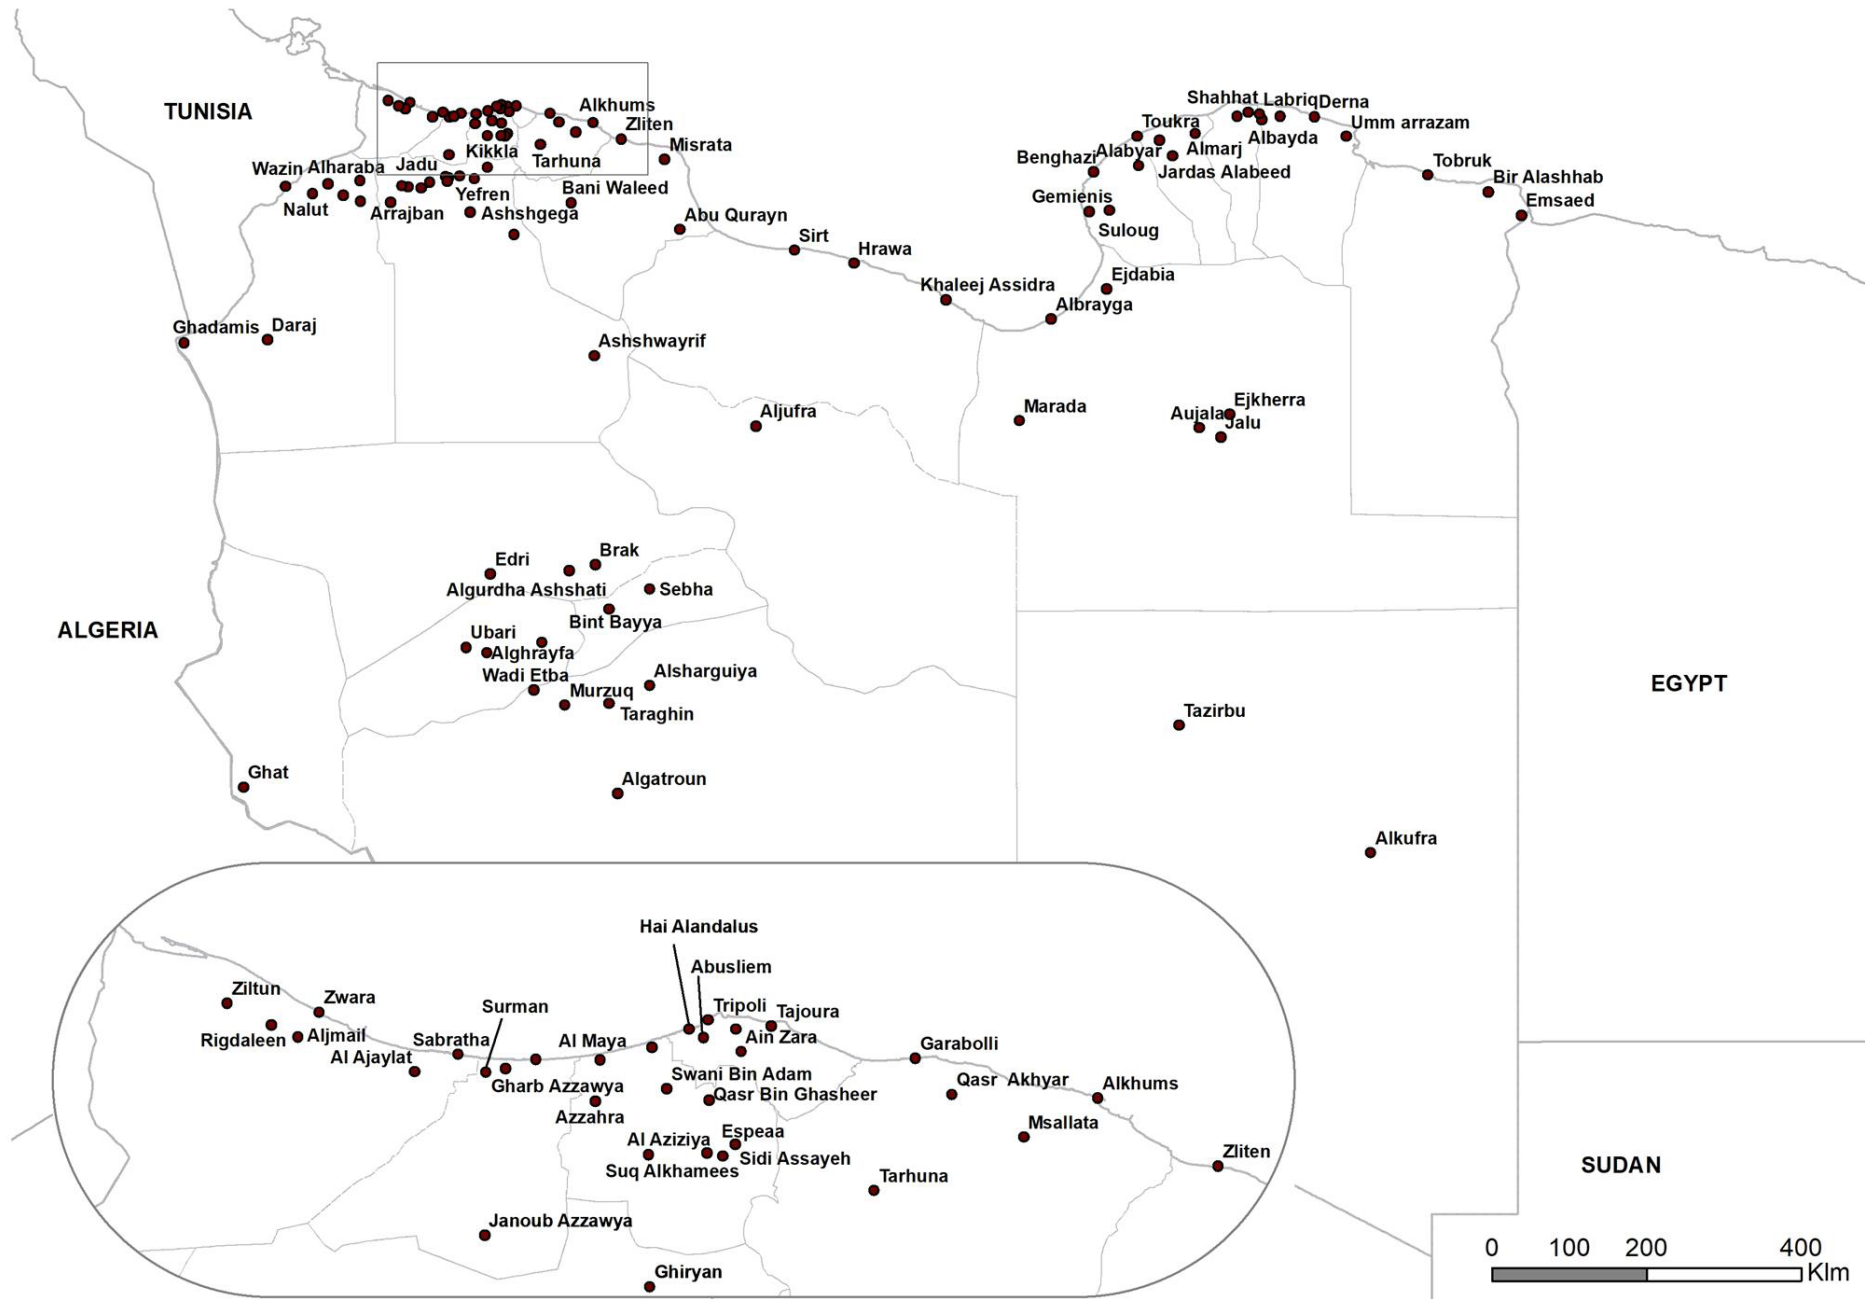 TUNISIA
Alkhums
Zliten
Misrata
Kikkla
Tarhuna
Wazin
Alharaba
Jadu
Nalut
Arrajban
Yefren
Ashshgega
Bani Waleed
Abu Qurayn
Sirt
Hrawa
Khaleej Assidra
Albrayga
Ejdabia
Shahhat
Labriq
Derna
Toukra
Albayda
Umm arrazam
Benghazi
Alabyar
Almarj
Jardas Alabeed
Tobruk
Bir Alashhab
Emsaed
Gemienis
Suloug
Ghadamis
Daraj
Ashshwayrif
Aljufra
Marada
Aujala
Ejkherra
Jalu
Edri
Brak
Algurdha Ashshati
Sebha
Bint Bayya
ALGERIA
Ubari
Alghrayfa
Wadi Etba
Murzuq
Alsharguiya
Taraghin
EGYPT
Tazirbu
Ghat
Algatroun
Alkufra
Hai Alandalus
Abusliem
Ziltun
Zwara
Surman
Tripoli
Tajoura
Rigdaleen
Aljmail
Sabratha
Al Maya
Ain Zara
Al Ajaylat
Garabolli
Gharb Azzawya
Swani Bin Adam
Qasr Akhyar
Alkhums
Azzahra
Qasr Bin Ghasheer
Msallata
Al Aziziya
Espeaa
Suq Alkhamees
Sidi Assayeh
Zliten
Tarhuna
SUDAN
Janoub Azzawya
Ghiryan
0 100 200 400
Klm